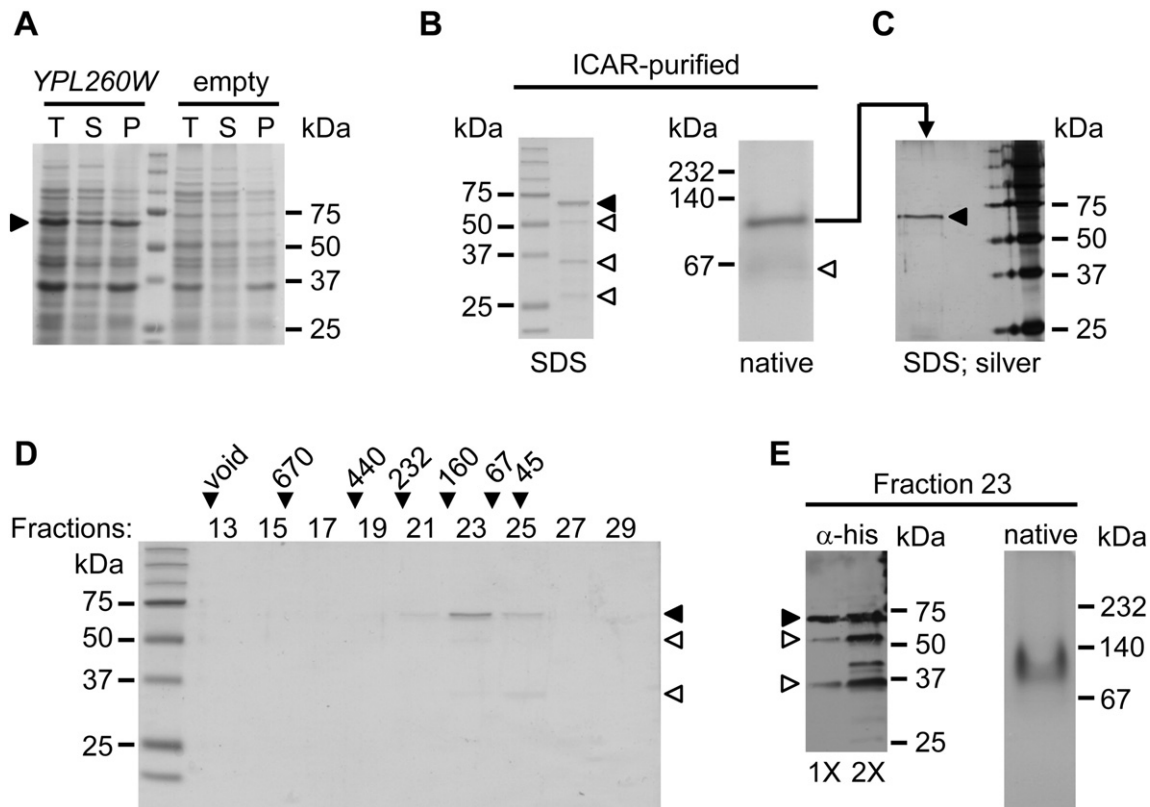 A
YPL260W empty
T S P T S P kDa
75
50
37
25
B
ICAR-purified
kDa
75
50
37
25
SDS
kDa
232
140
67
native
C
kDa
75
50
37
25
SDS; silver
D
void 670 440 232 160 67 45
Fractions: 13 15 17 19 21 23 25 27 29
kDa
75
50
37
25
E
Fraction 23
α-his kDa
75
50
37
25
1X 2X
native kDa
232
140
67